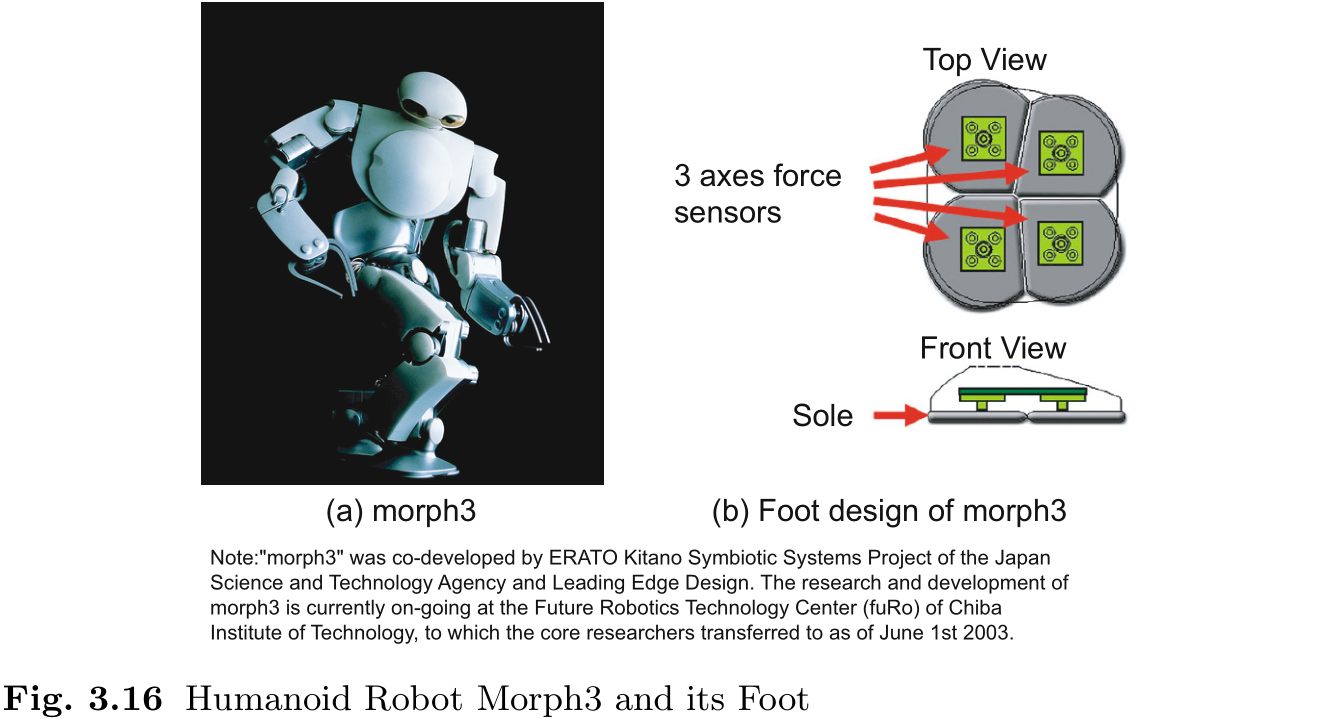 Top View
3 axes force
sensors
Front View
Sole
(a) morph3
(b) Foot design of morph3
Note:"morph3" was co-developed by ERATO Kitano Symbiotic Systems Project of the Japan
Science and Technology Agency and Leading Edge Design. The research and development of
morph3 is currently on-going at the Future Robotics Technology Center (fuRo) of Chiba
Institute of Technology, to which the core researchers transferred to as of June 1st 2003.
Fig. 3.16 Humanoid Robot Morph3 and its Foot